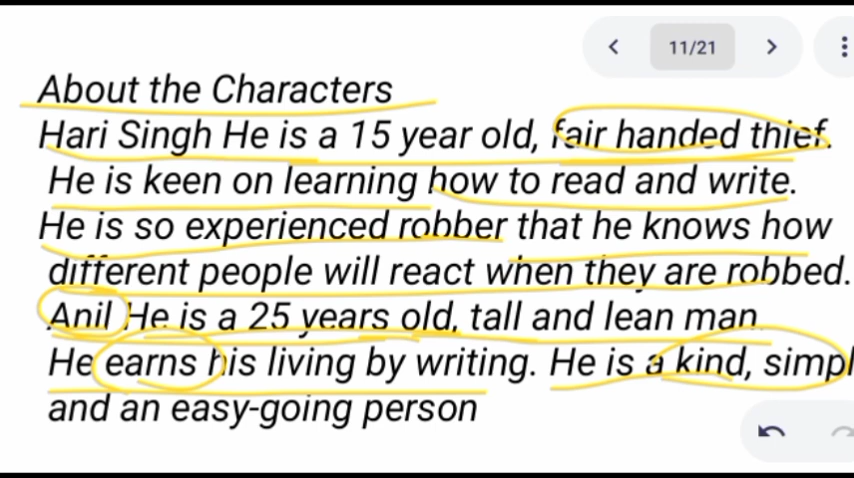 11/21
About the Characters
Hari Singh He is a 15 year old, fair handed thief.
He is keen on learning how to read and write.
He is so experienced robber that he knows how
different people will react when they are robbed.
Anil He is a 25 years old, tall and lean man.
He earns his living by writing. He is a kind, simpl
and an easy-going person